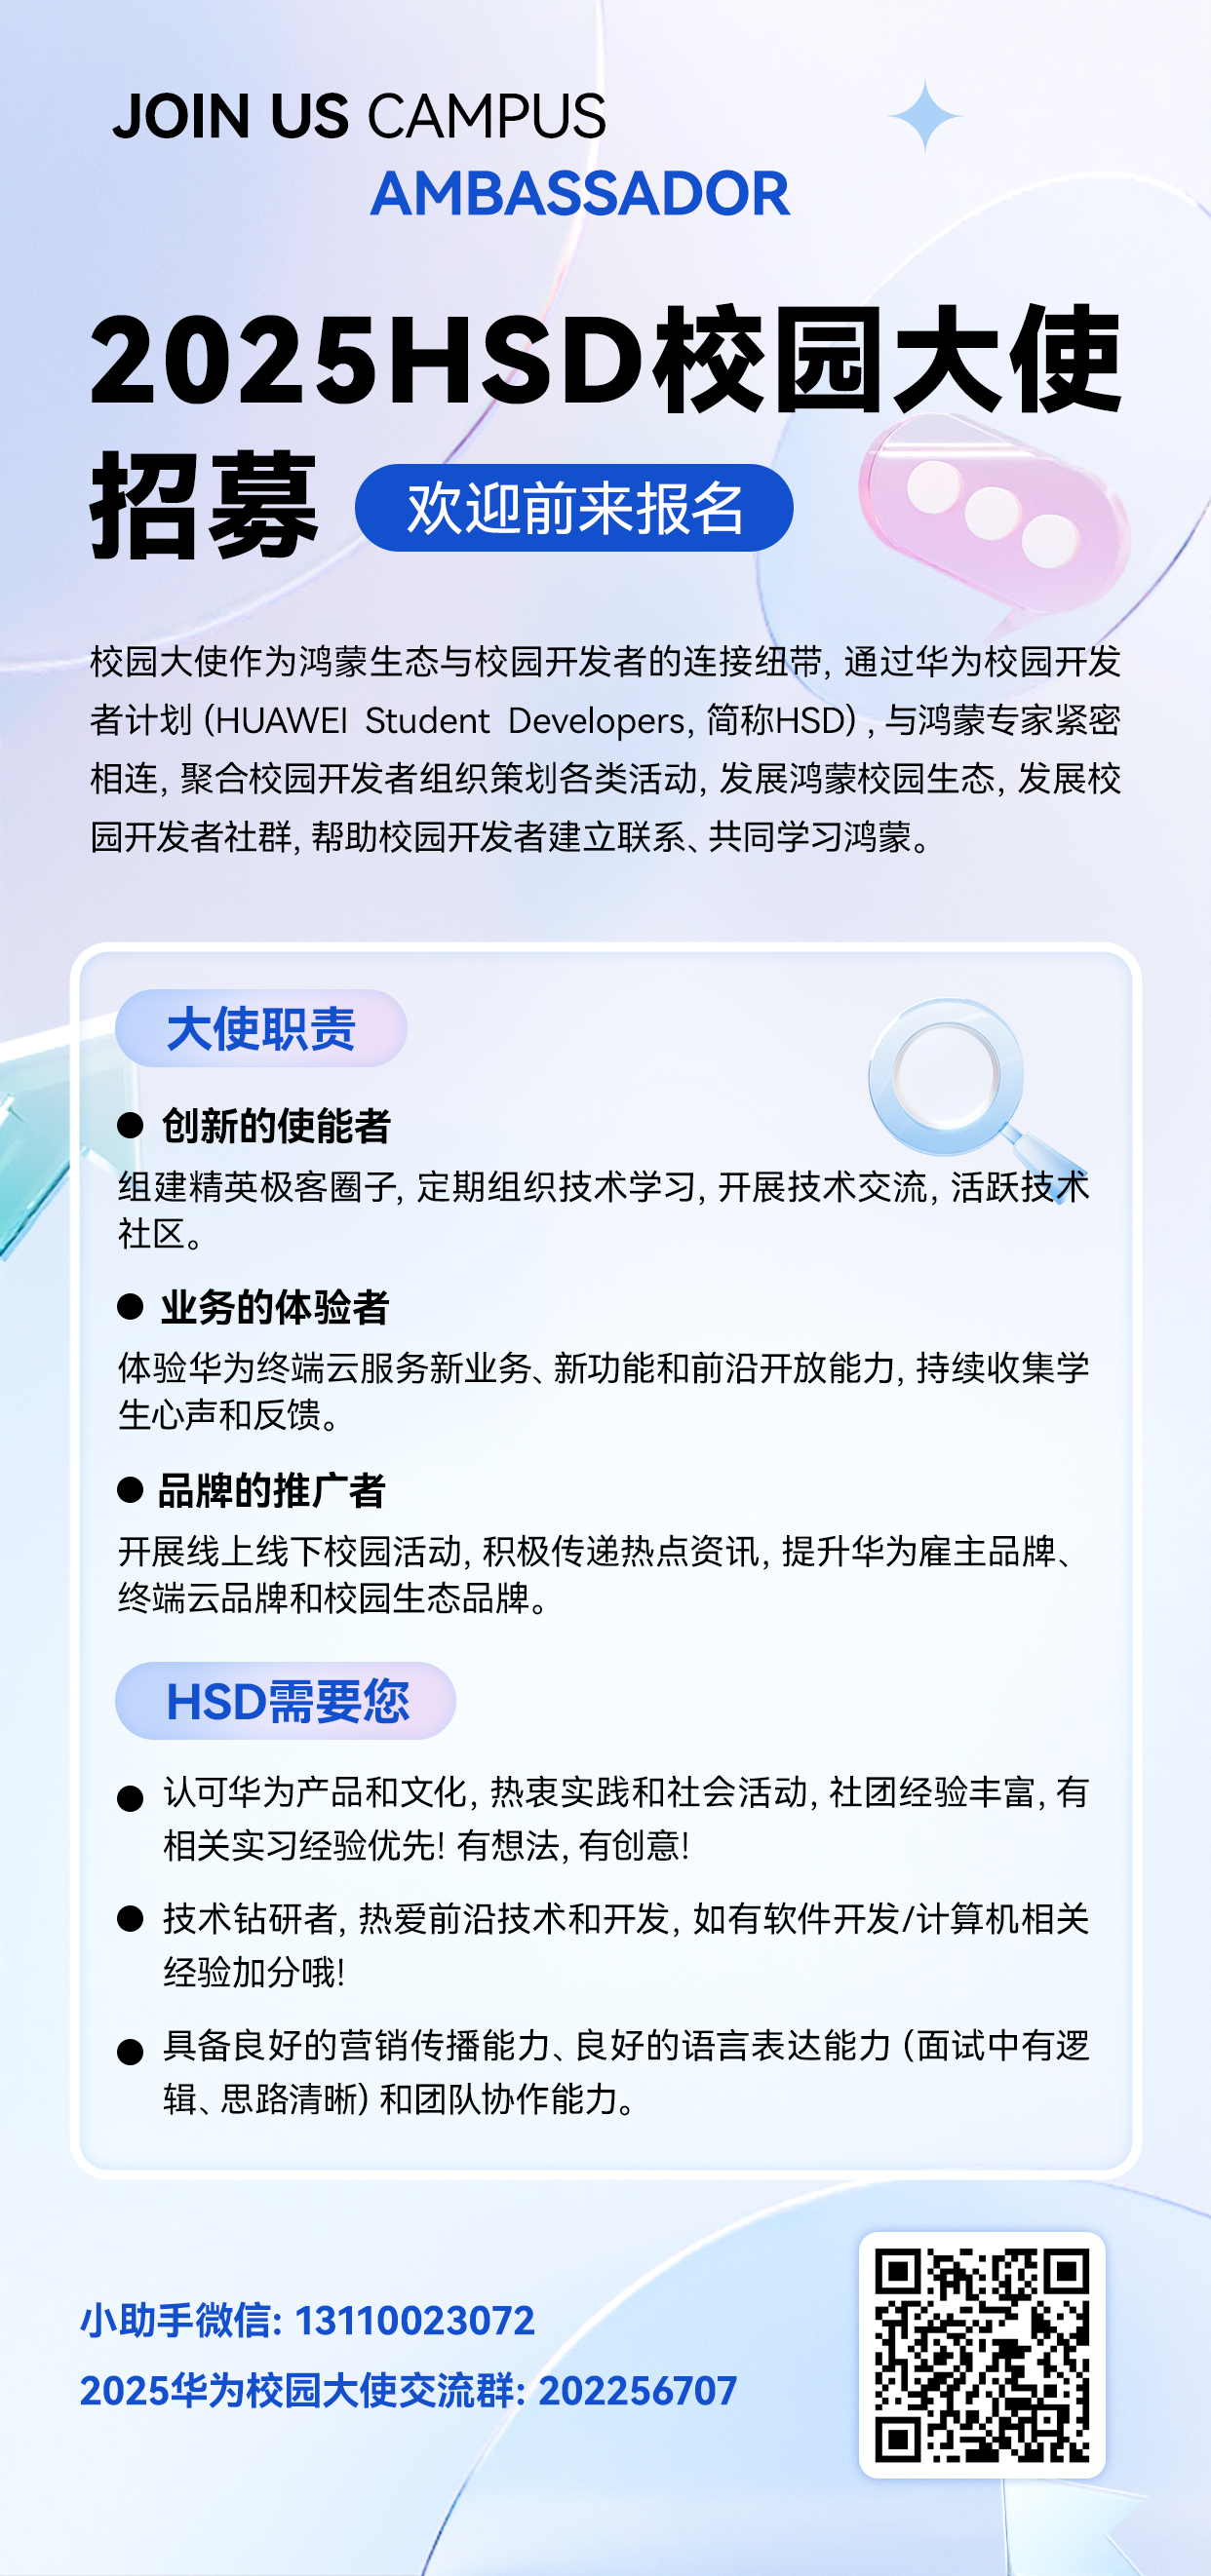 JOIN US CAMPUS
AMBASSADOR
2025HSD校园大使
招募 欢迎前来报名
校园大使作为鸿蒙生态与校园开发者的连接纽带, 通过华为校园开发
者计划 (HUAWEI Student Developers, 简称HSD) , 与鸿蒙专家紧密
相连, 聚合校园开发者组织策划各类活动, 发展鸿蒙校园生态, 发展校
园开发者社群, 帮助校园开发者建立联系、共同学习鸿蒙。
大使职责
● 创新的使能者
组建精英极客圈子, 定期组织技术学习, 开展技术交流, 活跃技术
社区。
● 业务的体验者
体验华为终端云服务新业务、新功能和前沿开放能力, 持续收集学
生心声和反馈。
● 品牌的推广者
开展线上线下校园活动, 积极传递热点资讯, 提升华为雇主品牌、
终端云品牌和校园生态品牌。
HSD需要您
● 认可华为产品和文化, 热衷实践和社会活动, 社团经验丰富, 有
相关实习经验优先! 有想法, 有创意!
● 技术钻研者, 热爱前沿技术和开发, 如有软件开发/计算机相关
经验加分哦!
● 具备良好的营销传播能力、良好的语言表达能力 (面试中有逻
辑、思路清晰) 和团队协作能力。
小助手微信: 13110023072
2025华为校园大使交流群: 202256707